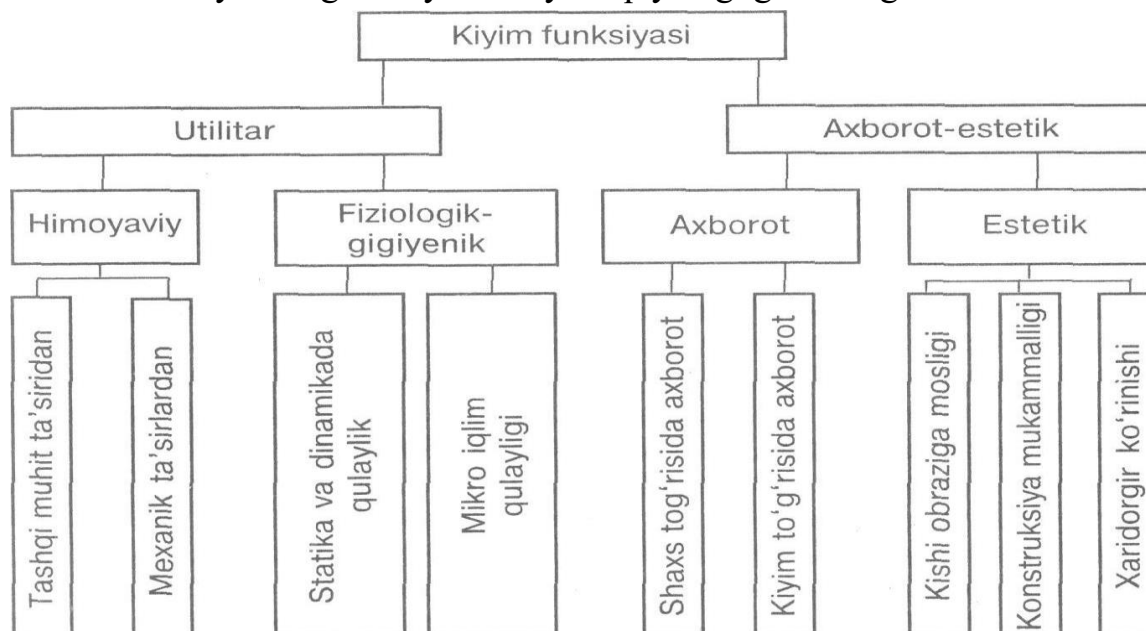 Kiyim funksiyasi
Utilitar
Axborot-estetik
Himoyaviy
Fiziologik-
gigiyenik
Axborot
Estetik
Tashqi muhit ta'siridan
Mexanik ta'sirlardan
Statika va dinamikada
qulaylik
Mikro iqlim
qulayligi
Shaxs tog‘risida axborot
Kiyim to‘g‘risida axborot
Kishi obraziga mosligi
Konstruksiya mukammalligi
Xaridorgir ko‘rinishi